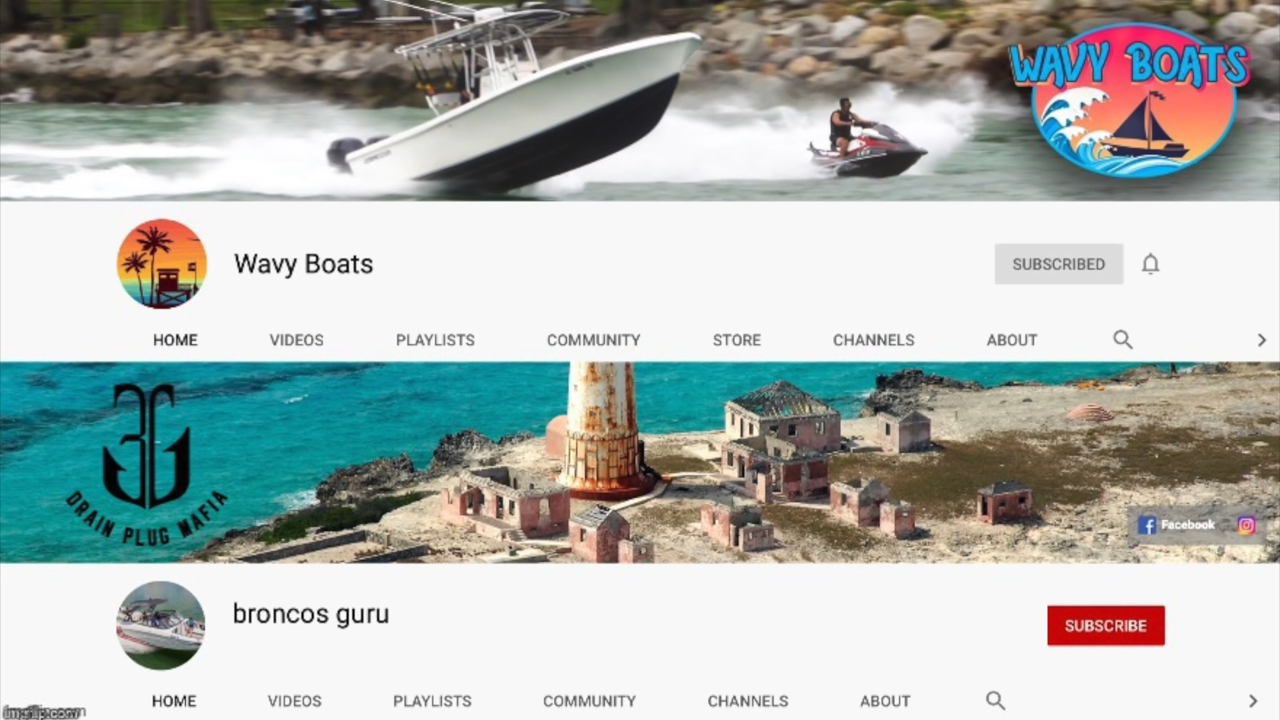 WAVY BOATS
Wavy Boats
SUBSCRIBED
HOME VIDEOS PLAYLISTS COMMUNITY STORE CHANNELS ABOUT
DRAIN PLUG MAFIA
Facebook
broncos guru
SUBSCRIBE
HOME VIDEOS PLAYLISTS COMMUNITY CHANNELS ABOUT
imgflip.com